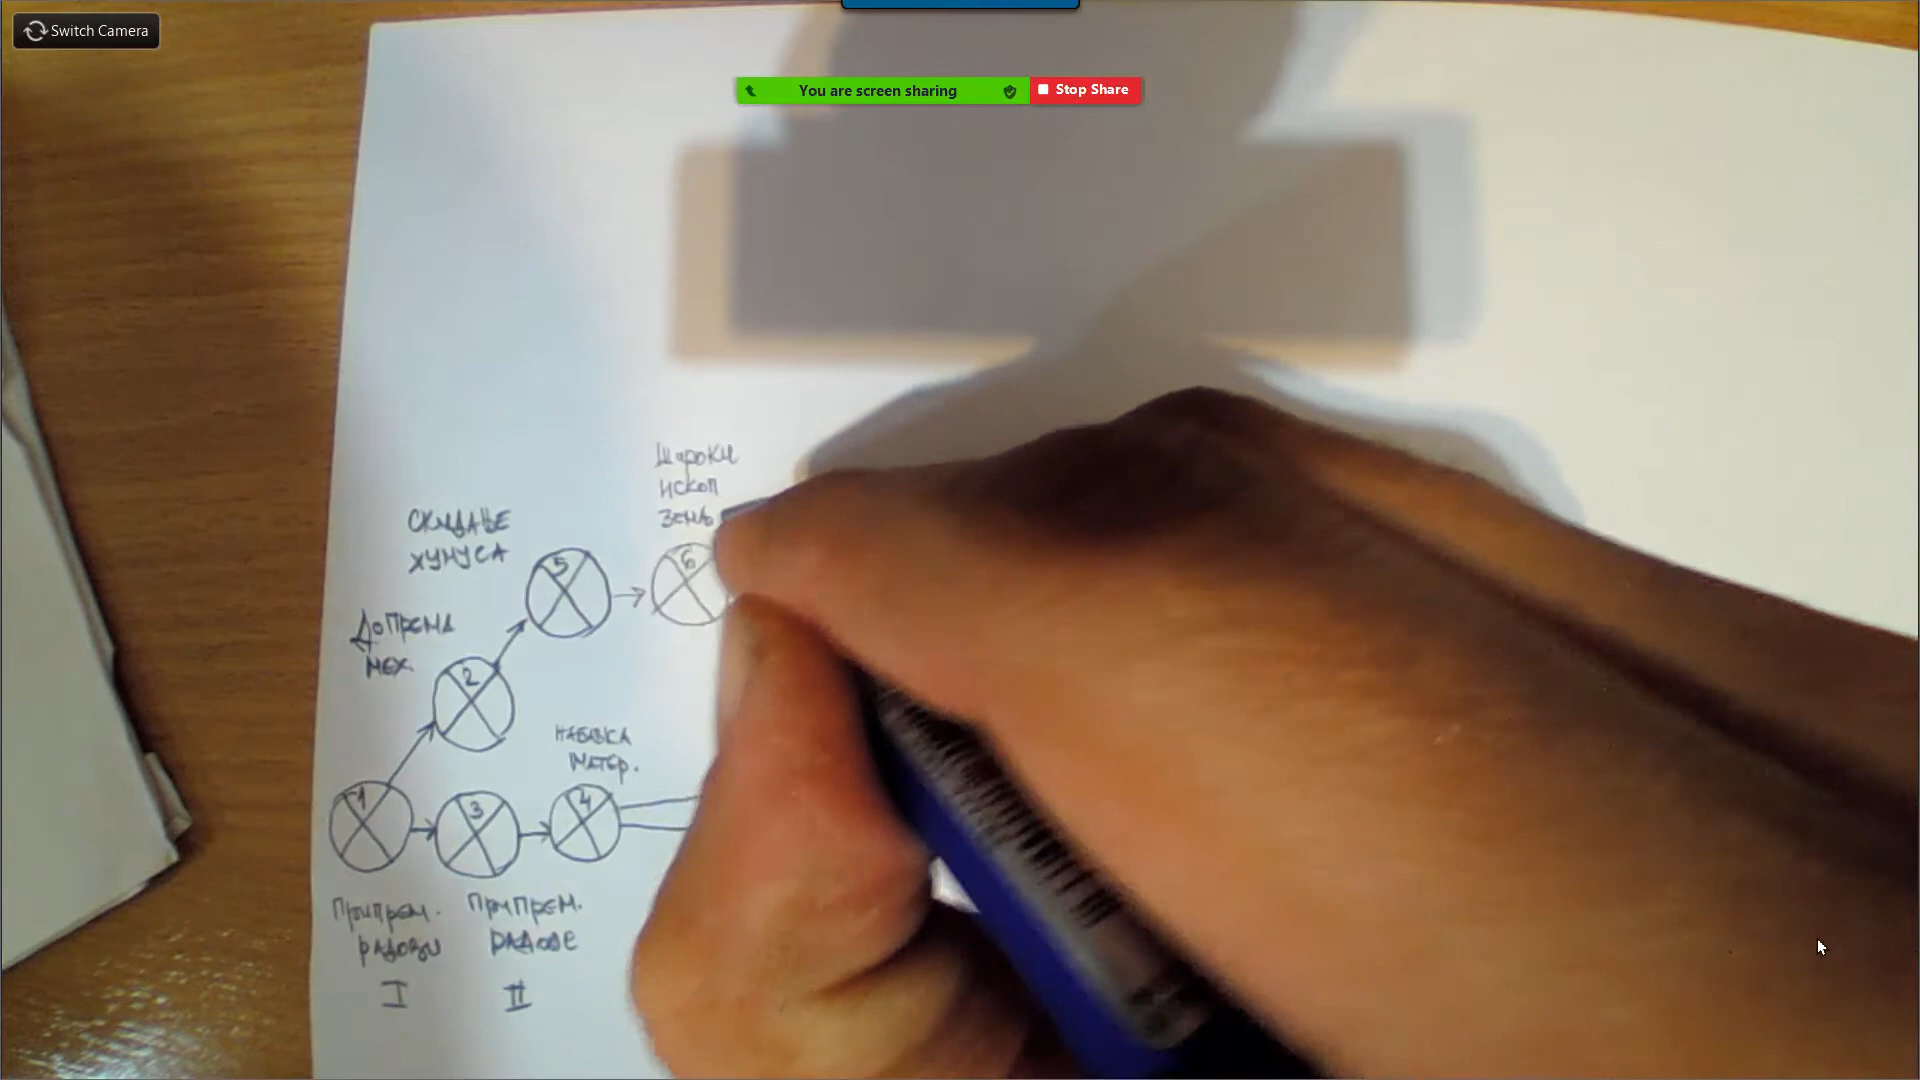 Switch Camera
You are screen sharing
Stop Share
Широки
ископ
земљ
СКИДАЊЕ
ХУМУСА
5
6
ДОПРЕМА
МЕХ.
2
НАБАВКА
МАТЕР.
1
3
4
Припрем. 
радови
I
ПриПрем.
радове
II